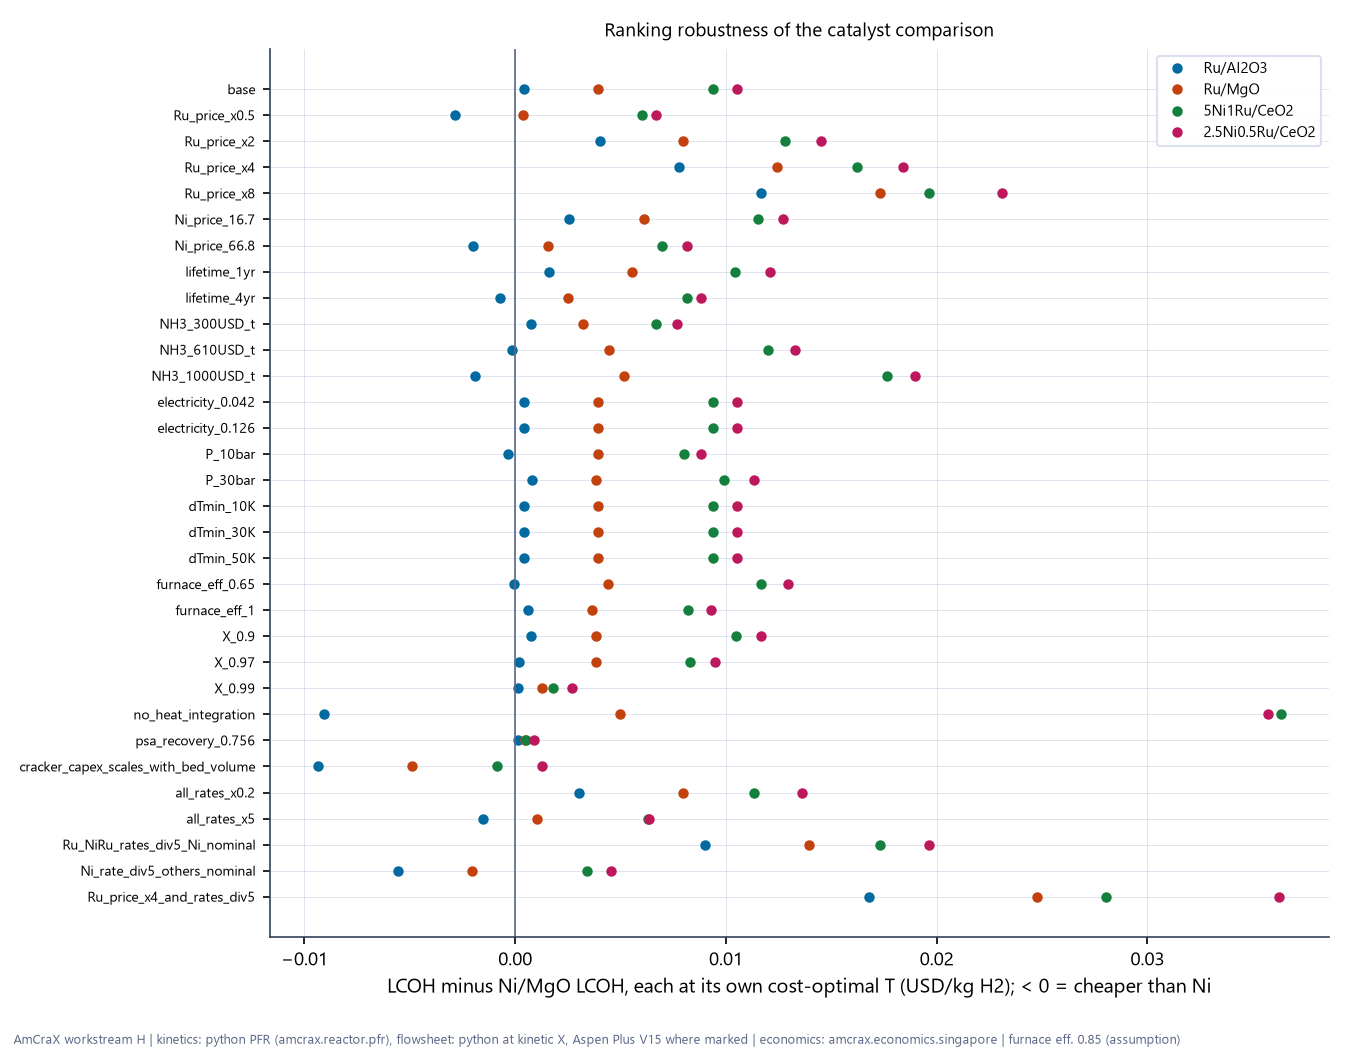 Ranking robustness of the catalyst comparison
Ru/Al2O3
Ru/MgO
5Ni1Ru/CeO2
2.5Ni0.5Ru/CeO2
base
Ru_price_x0.5
Ru_price_x2
Ru_price_x4
Ru_price_x8
Ni_price_16.7
Ni_price_66.8
lifetime_1yr
lifetime_4yr
NH3_300USD_t
NH3_610USD_t
NH3_1000USD_t
electricity_0.042
electricity_0.126
P_10bar
P_30bar
dTmin_10K
dTmin_30K
dTmin_50K
furnace_eff_0.65
furnace_eff_1
X_0.9
X_0.97
X_0.99
no_heat_integration
psa_recovery_0.756
cracker_capex_scales_with_bed_volume
all_rates_x0.2
all_rates_x5
Ru_NiRu_rates_div5_Ni_nominal
Ni_rate_div5_others_nominal
Ru_price_x4_and_rates_div5
−0.01 0.00 0.01 0.02 0.03
LCOH minus Ni/MgO LCOH, each at its own cost-optimal T (USD/kg H2); < 0 = cheaper than Ni
AmCraX workstream H | kinetics: python PFR (amcrax.reactor.pfr), flowsheet: python at kinetic X, Aspen Plus V15 where marked | economics: amcrax.economics.singapore | furnace eff. 0.85 (assumption)